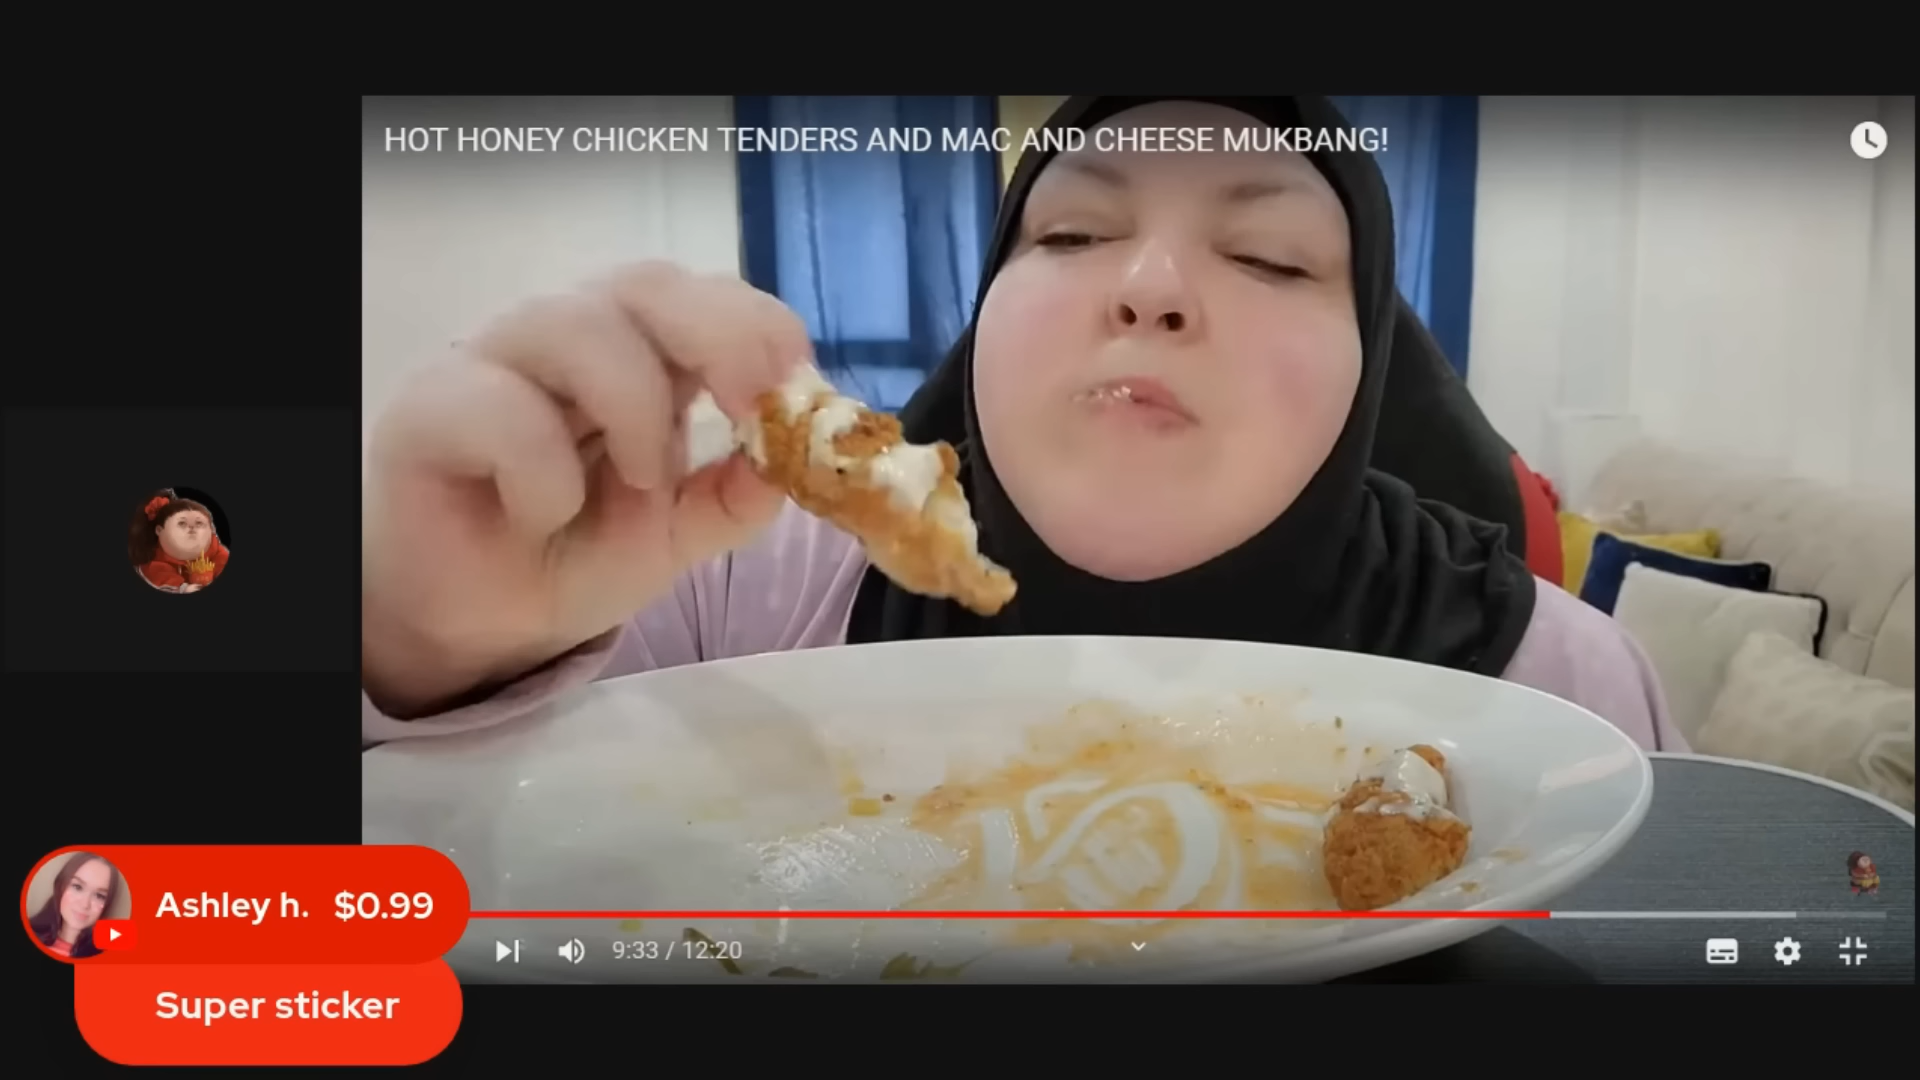 HOT HONEY CHICKEN TENDERS AND MAC AND CHEESE MUKBANG!
Ashley h. $0.99
Super sticker
9:33 / 12:20